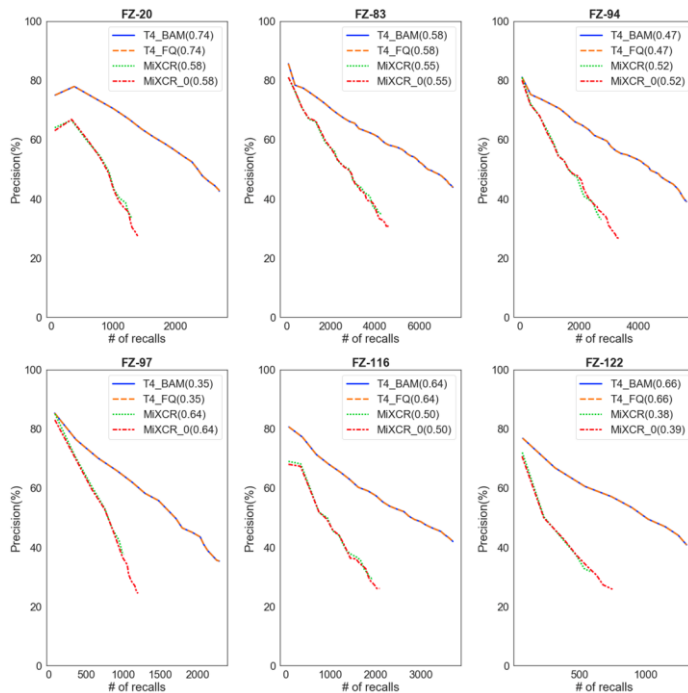 FZ-20
FZ-83
FZ-94
T4_BAM(0.74)
T4_FQ(0.74)
MiXCR(0.58)
MiXCR_0(0.58)
T4_BAM(0.58)
T4_FQ(0.58)
MiXCR(0.55)
MiXCR_0(0.55)
T4_BAM(0.47)
T4_FQ(0.47)
MiXCR(0.52)
MiXCR_0(0.52)
100
80
60
40
20
0
Precision(%)
0 1000 2000
# of recalls
100
80
60
40
20
0
Precision(%)
0 2000 4000 6000
# of recalls
100
80
60
40
20
0
Precision(%)
0 2000 4000
# of recalls
FZ-97
FZ-116
FZ-122
T4_BAM(0.35)
T4_FQ(0.35)
MiXCR(0.64)
MiXCR_0(0.64)
T4_BAM(0.64)
T4_FQ(0.64)
MiXCR(0.50)
MiXCR_0(0.50)
T4_BAM(0.66)
T4_FQ(0.66)
MiXCR(0.38)
MiXCR_0(0.39)
100
80
60
40
20
0
Precision(%)
0 500 1000 1500 2000
# of recalls
100
80
60
40
20
0
Precision(%)
0 1000 2000 3000
# of recalls
100
80
60
40
20
0
Precision(%)
500 1000
# of recalls